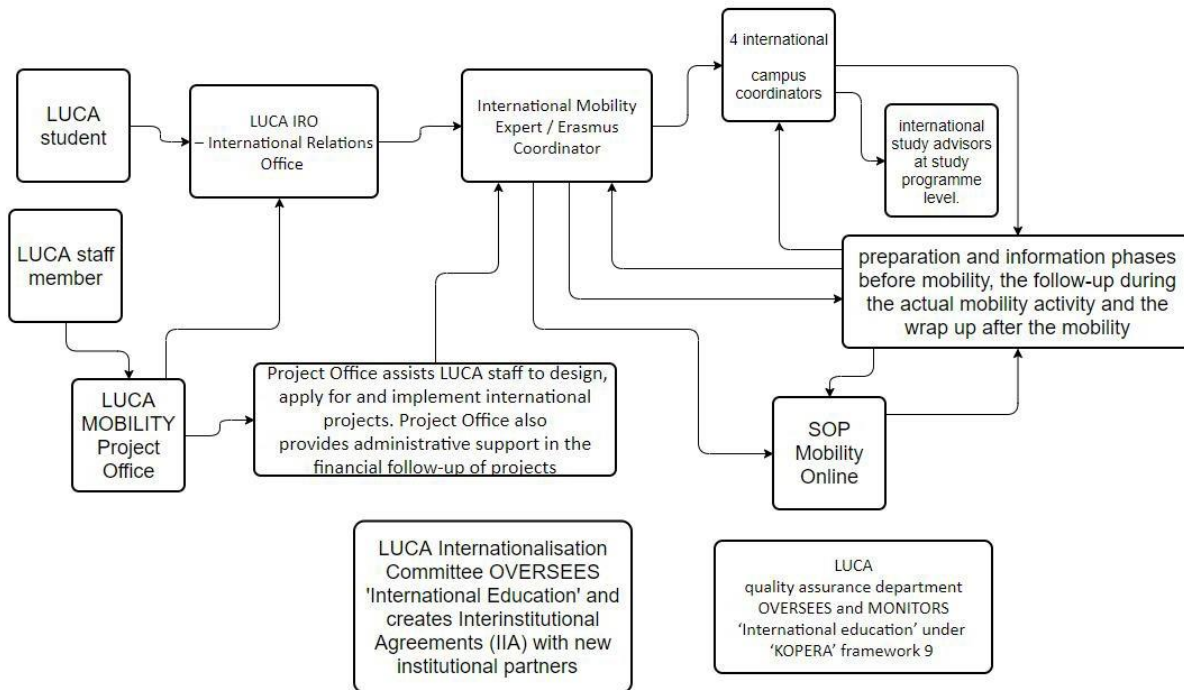 4 international
campus
coordinators
LUCA
student
LUCA IRO
– International Relations
Office
International Mobility
Expert / Erasmus
Coordinator
international
study advisors
at study
programme
level.
LUCA staff
member
preparation and information phases
before mobility, the follow-up during
the actual mobility activity and the
wrap up after the mobility
LUCA
MOBILITY
Project
Office
Project Office assists LUCA staff to design,
apply for and implement international
projects. Project Office also
provides administrative support in the
financial follow-up of projects
SOP
Mobility
Online
LUCA Internationalisation
Committee OVERSEES
'International Education' and
creates Interinstitutional
Agreements (IIA) with new
institutional partners
LUCA
quality assurance department
OVERSEES and MONITORS
‘International education’ under
‘KOPERA’ framework 9